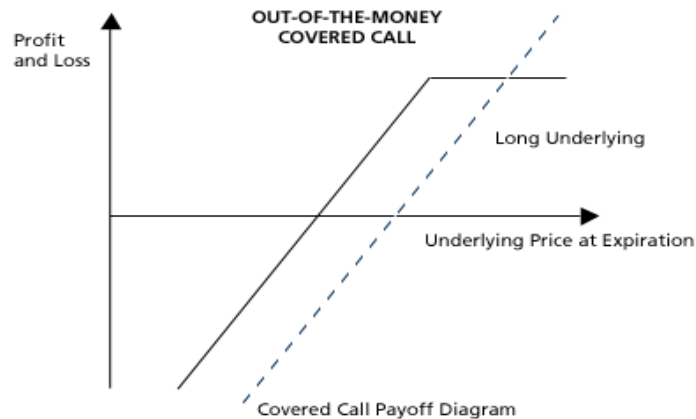 OUT-OF-THE-MONEY
COVERED CALL
Profit
and Loss
Long Underlying
Underlying Price at Expiration
Covered Call Payoff Diagram